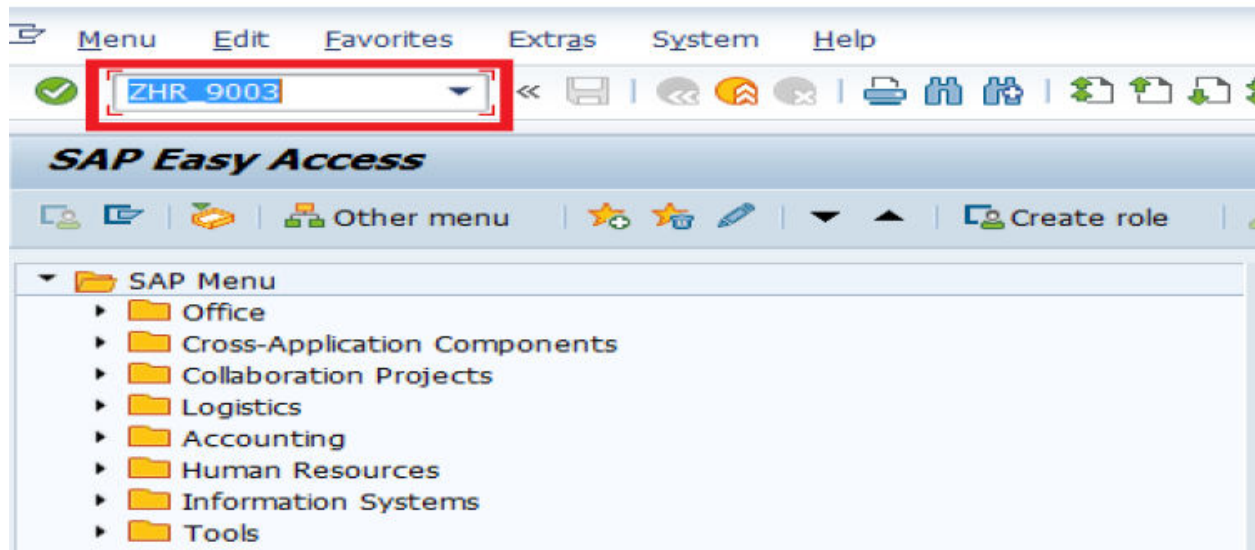 Menu Edit Favorites Extras System Help
ZHR_9003
SAP Easy Access
Other menu Create role
SAP Menu
Office
Cross-Application Components
Collaboration Projects
Logistics
Accounting
Human Resources
Information Systems
Tools